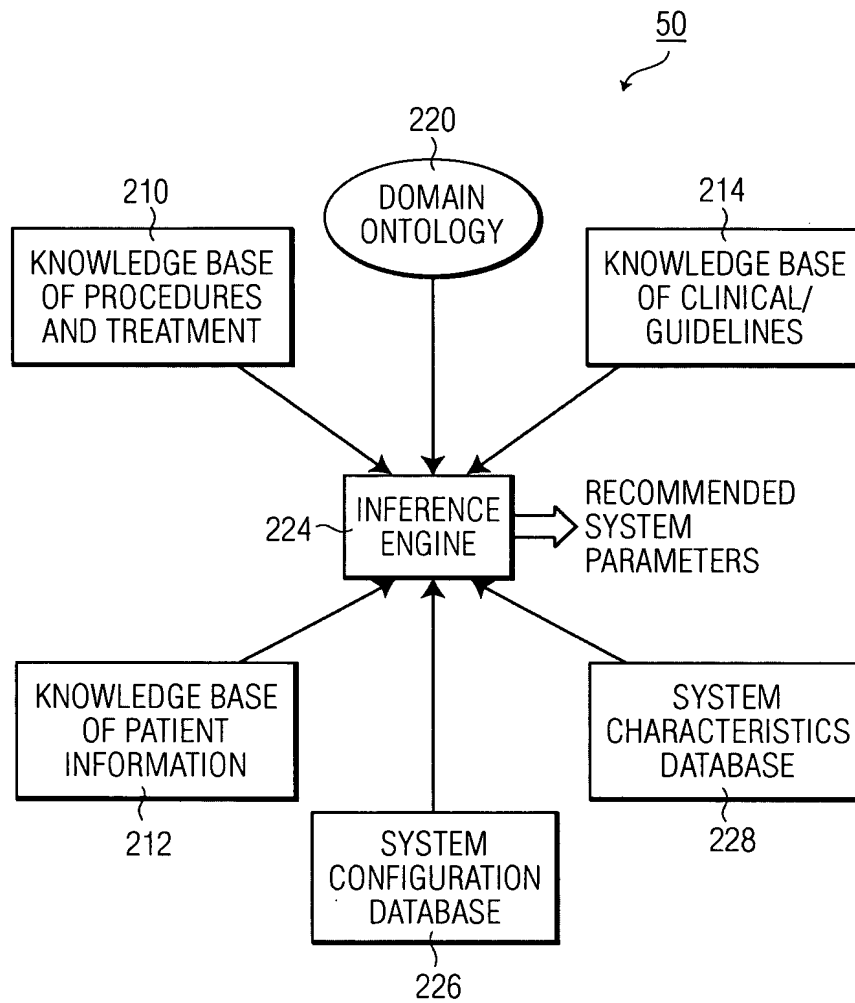 50
220
DOMAIN
ONTOLOGY
210
KNOWLEDGE BASE
OF PROCEDURES
AND TREATMENT
214
KNOWLEDGE BASE
OF CLINICAL/
GUIDELINES
224
INFERENCE
ENGINE
RECOMMENDED
SYSTEM
PARAMETERS
KNOWLEDGE BASE
OF PATIENT
INFORMATION
212
SYSTEM
CONFIGURATION
DATABASE
226
SYSTEM
CHARACTERISTICS
DATABASE
228